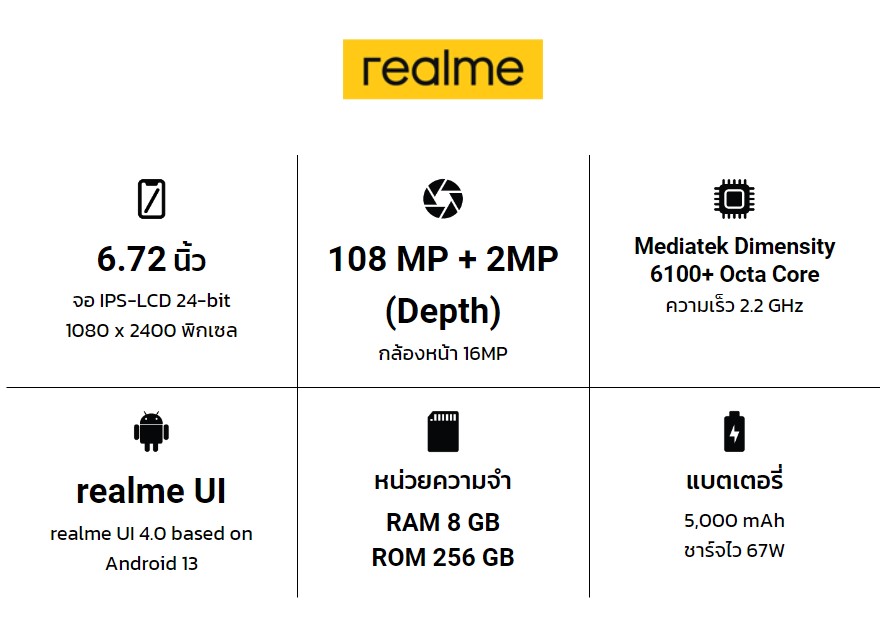 realme
6.72 นิ้ว
จอ IPS-LCD 24-bit
1080 x 2400 พิกเซล
108 MP + 2MP
(Depth)
กล้องหน้า 16MP
Mediatek Dimensity
6100+ Octa Core
ความเร็ว 2.2 GHz
realme UI
realme UI 4.0 based on
Android 13
หน่วยความจำ
RAM 8 GB
ROM 256 GB
แบตเตอรี่
5,000 mAh
ชาร์จไว 67W